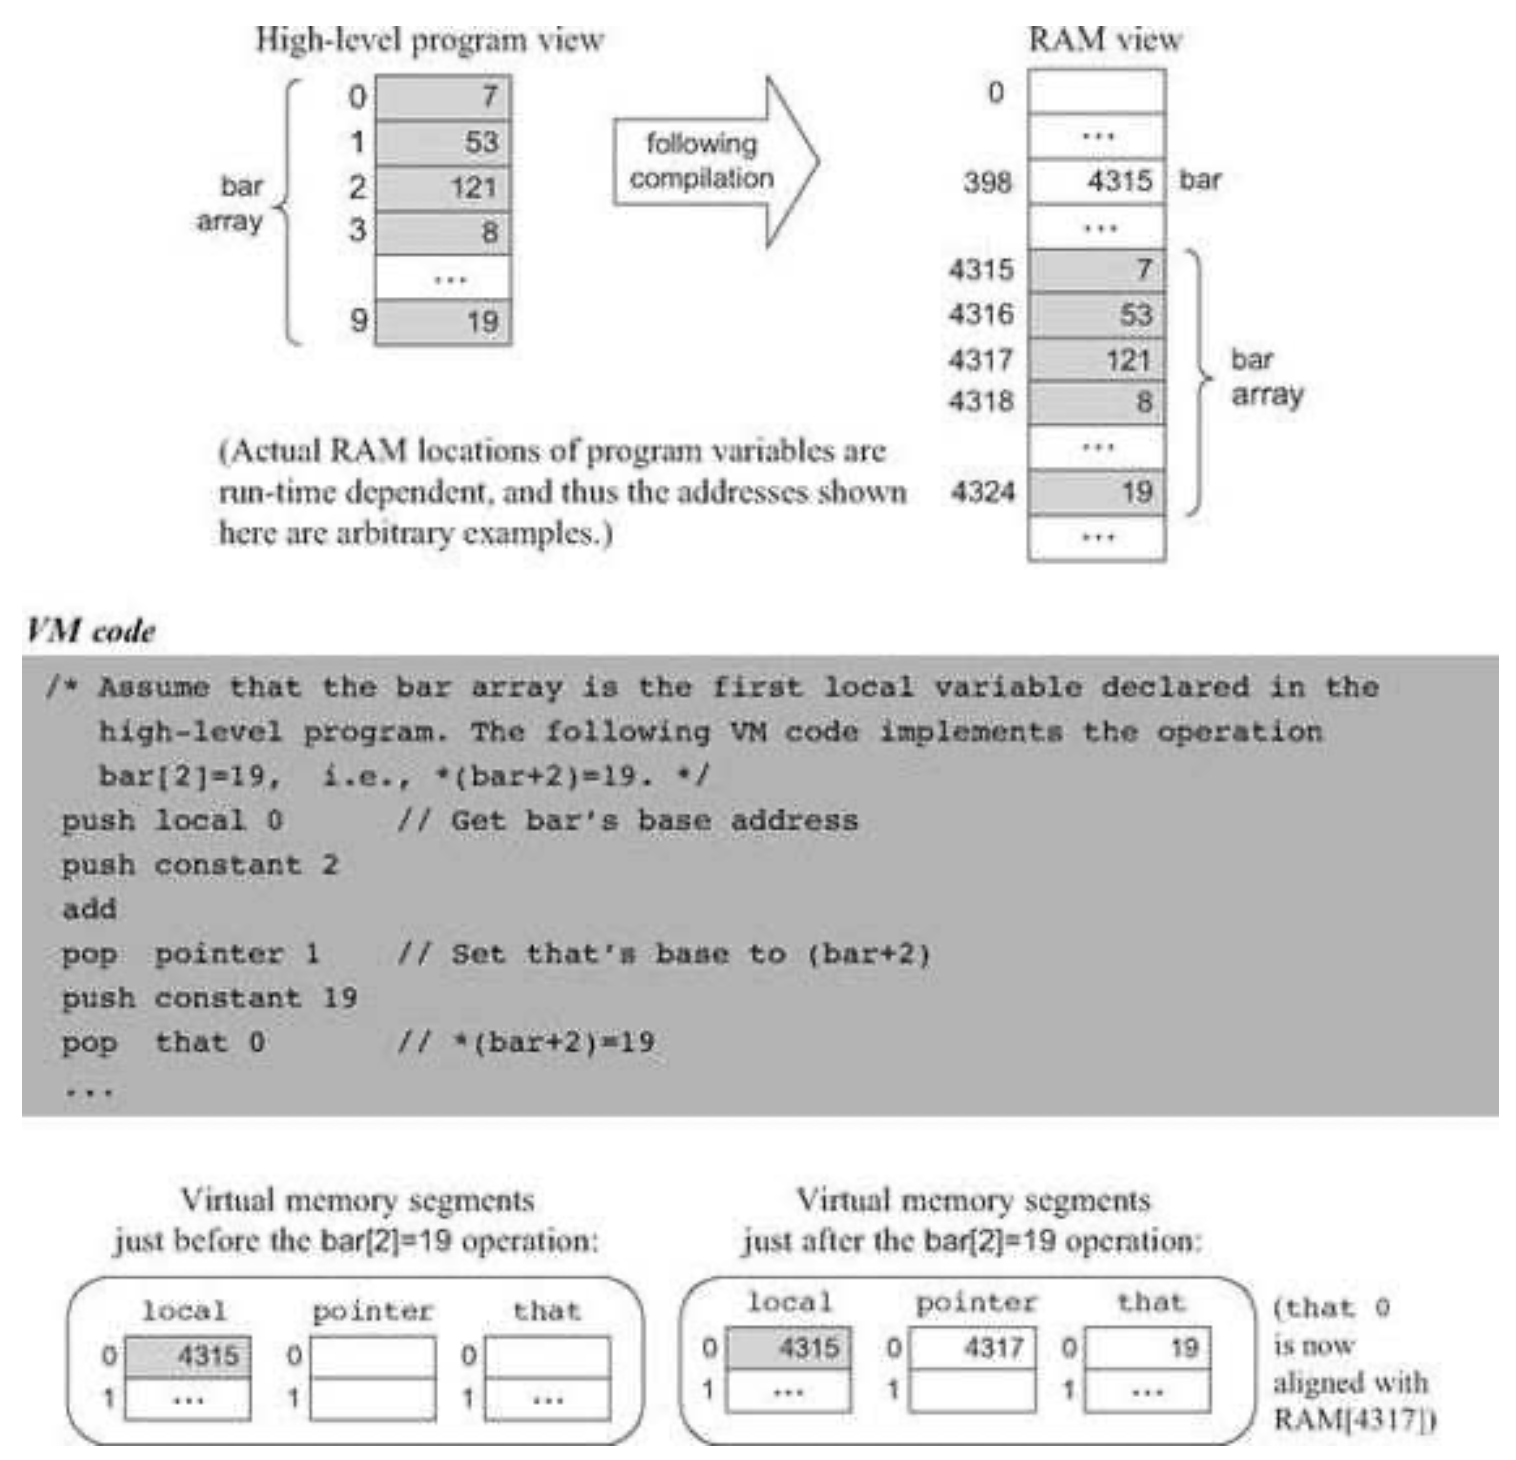 High-level program view
0 7
1 53
2 121
3 8
...
9 19
bar
array
following
compilation
RAM view
0
...
398 4315 bar
...
4315 7
4316 53
4317 121
4318 8
...
4324 19
...
bar
array
(Actual RAM locations of program variables are
run-time dependent, and thus the addresses shown
here are arbitrary examples.)
VM code
/* Assume that the bar array is the first local variable declared in the
high-level program. The following VM code implements the operation
bar[2]=19, i.e., *(bar+2)=19. */
push local 0 // Get bar's base address
push constant 2
add
pop pointer 1 // Set that's base to (bar+2)
push constant 19
pop that 0 // *(bar+2)=19
...
Virtual memory segments
just before the bar[2]=19 operation:
local pointer that
0 4315 0 0
1 ... 1 1 ...
Virtual memory segments
just after the bar[2]=19 operation:
local pointer that
0 4315 0 4317 0 19
1 ... 1 1 ...
(that 0
is now
aligned with
RAM[4317])